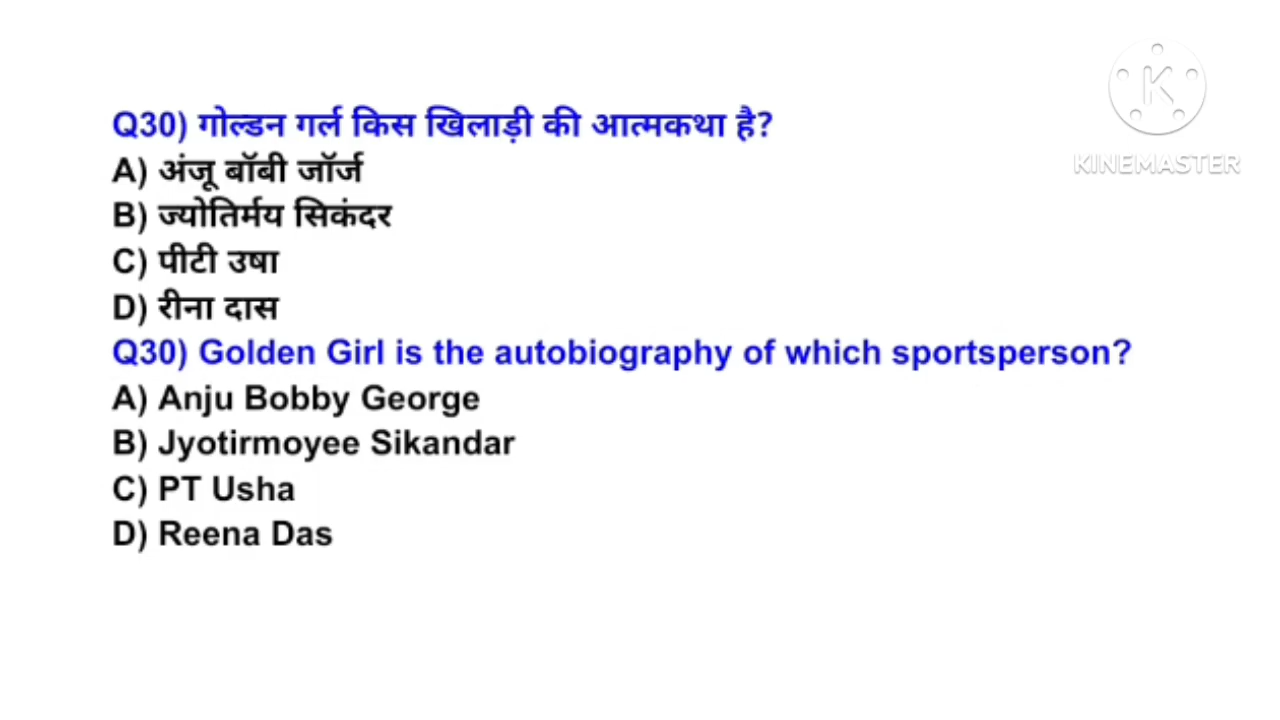 Q30) गोल्डन गर्ल किस खिलाड़ी की आत्मकथा है?
A) अंजू बॉबी जॉर्ज
B) ज्योतिर्मय सिकंदर
C) पीटी उषा
D) रीना दास
Q30) Golden Girl is the autobiography of which sportsperson?
A) Anju Bobby George
B) Jyotirmoyee Sikandar
C) PT Usha
D) Reena Das
K
KINEMASTER